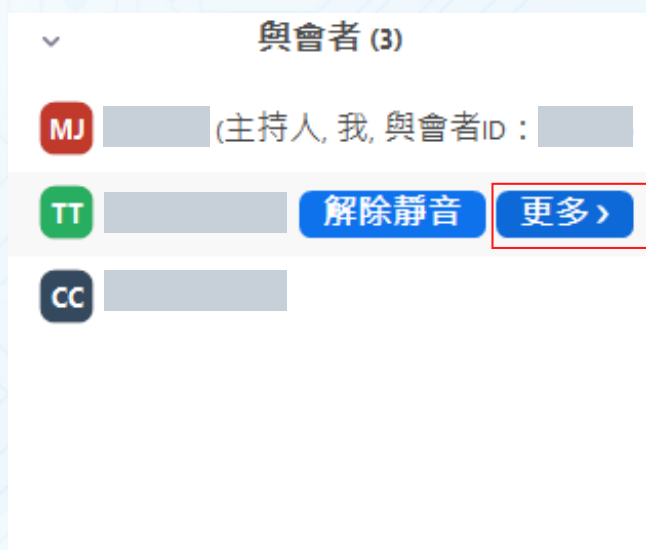 與會者 (3)
MJ (主持人, 我, 與會者ID：
TT 解除靜音 更多 ›
CC